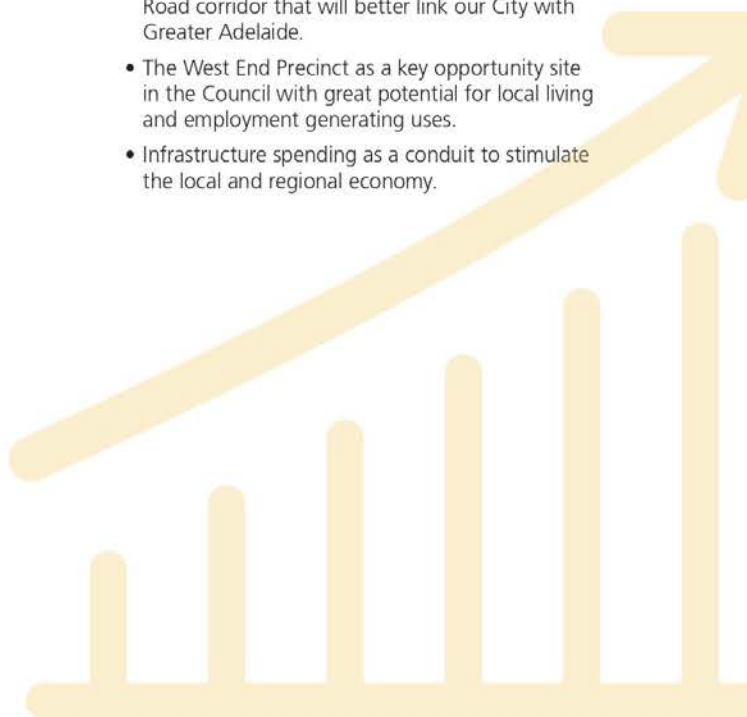 Road corridor that will better link our City with
Greater Adelaide.
• The West End Precinct as a key opportunity site
in the Council with great potential for local living
and employment generating uses.
• Infrastructure spending as a conduit to stimulate
the local and regional economy.